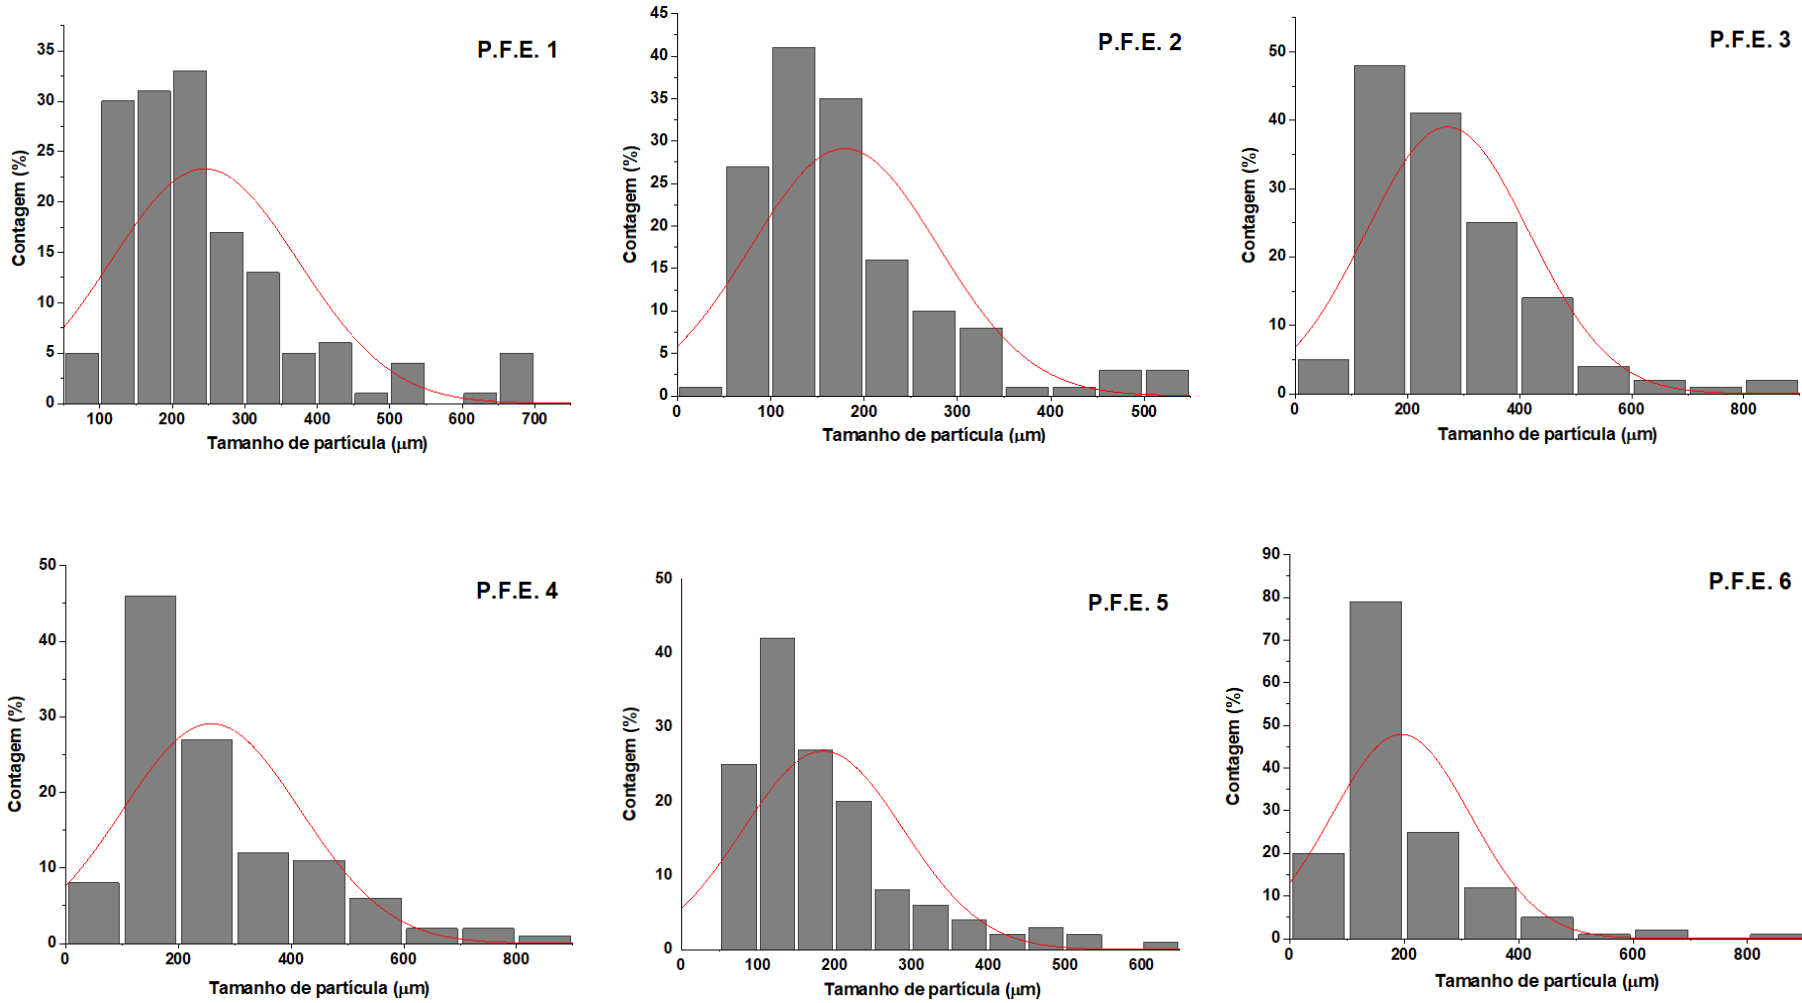 P.F.E. 1
35
30
25
20
15
10
5
0
Contagem (%)
100 200 300 400 500 600 700
Tamanho de partícula (μm)
P.F.E. 2
45
40
35
30
25
20
15
10
5
0
Contagem (%)
0 100 200 300 400 500
Tamanho de partícula (μm)
P.F.E. 3
50
40
30
20
10
0
Contagem (%)
0 200 400 600 800
Tamanho de partícula (μm)
P.F.E. 4
50
40
30
20
10
0
Contagem (%)
0 200 400 600 800
Tamanho de partícula (μm)
P.F.E. 5
50
40
30
20
10
0
Contagem (%)
0 100 200 300 400 500 600
Tamanho de partícula (μm)
P.F.E. 6
90
80
70
60
50
40
30
20
10
0
Contagem (%)
0 200 400 600 800
Tamanho de partícula (μm)